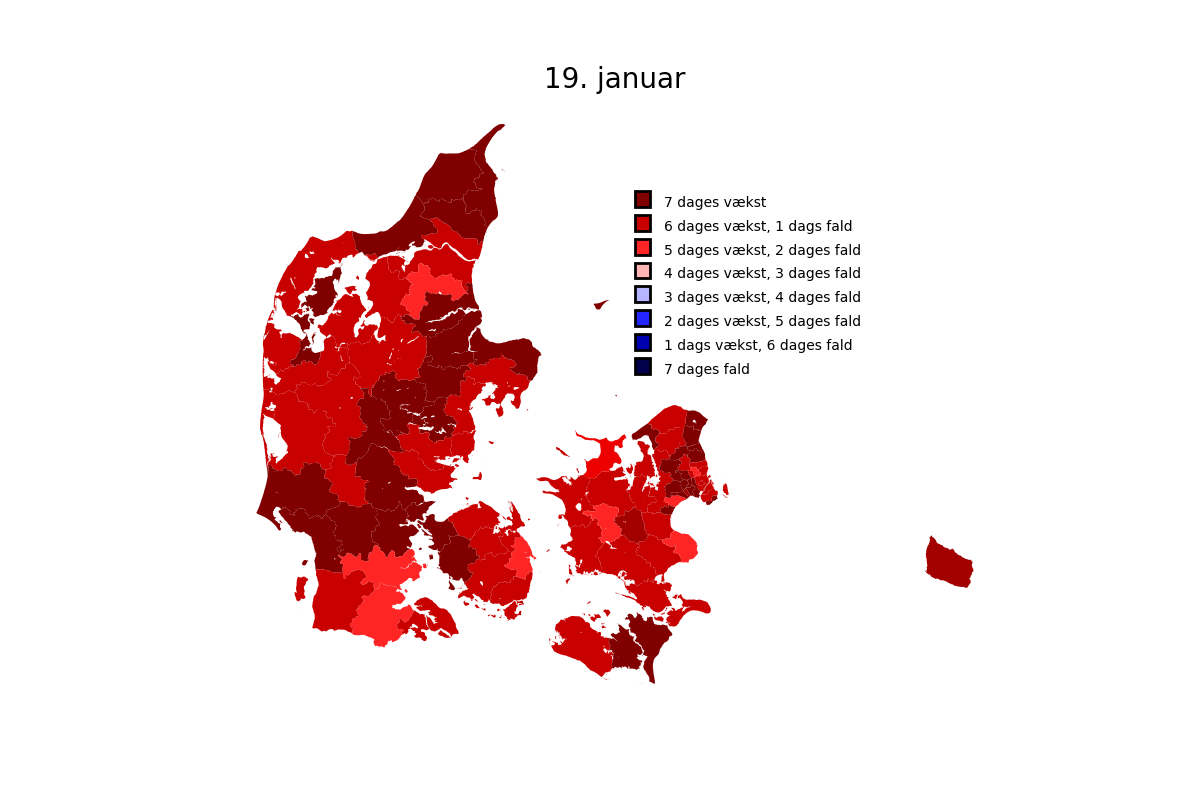 19. januar
7 dages vækst
6 dages vækst, 1 dags fald
5 dages vækst, 2 dages fald
4 dages vækst, 3 dages fald
3 dages vækst, 4 dages fald
2 dages vækst, 5 dages fald
1 dags vækst, 6 dages fald
7 dages fald